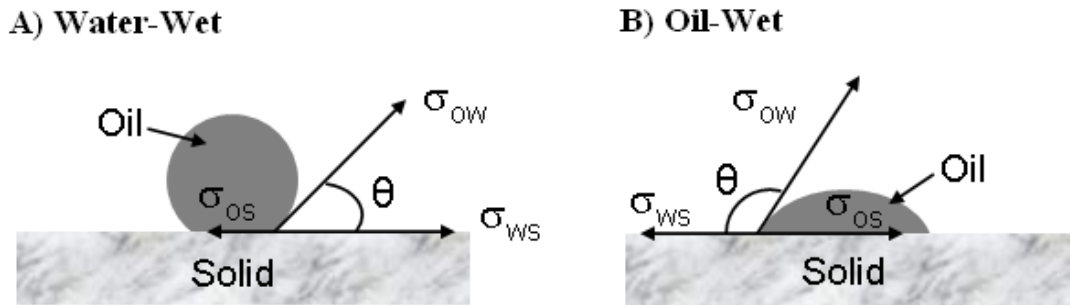 A) Water-Wet
B) Oil-Wet
Oil
σow
θ
σos
σws
Solid
σow
θ
Oil
σws
σos
Solid